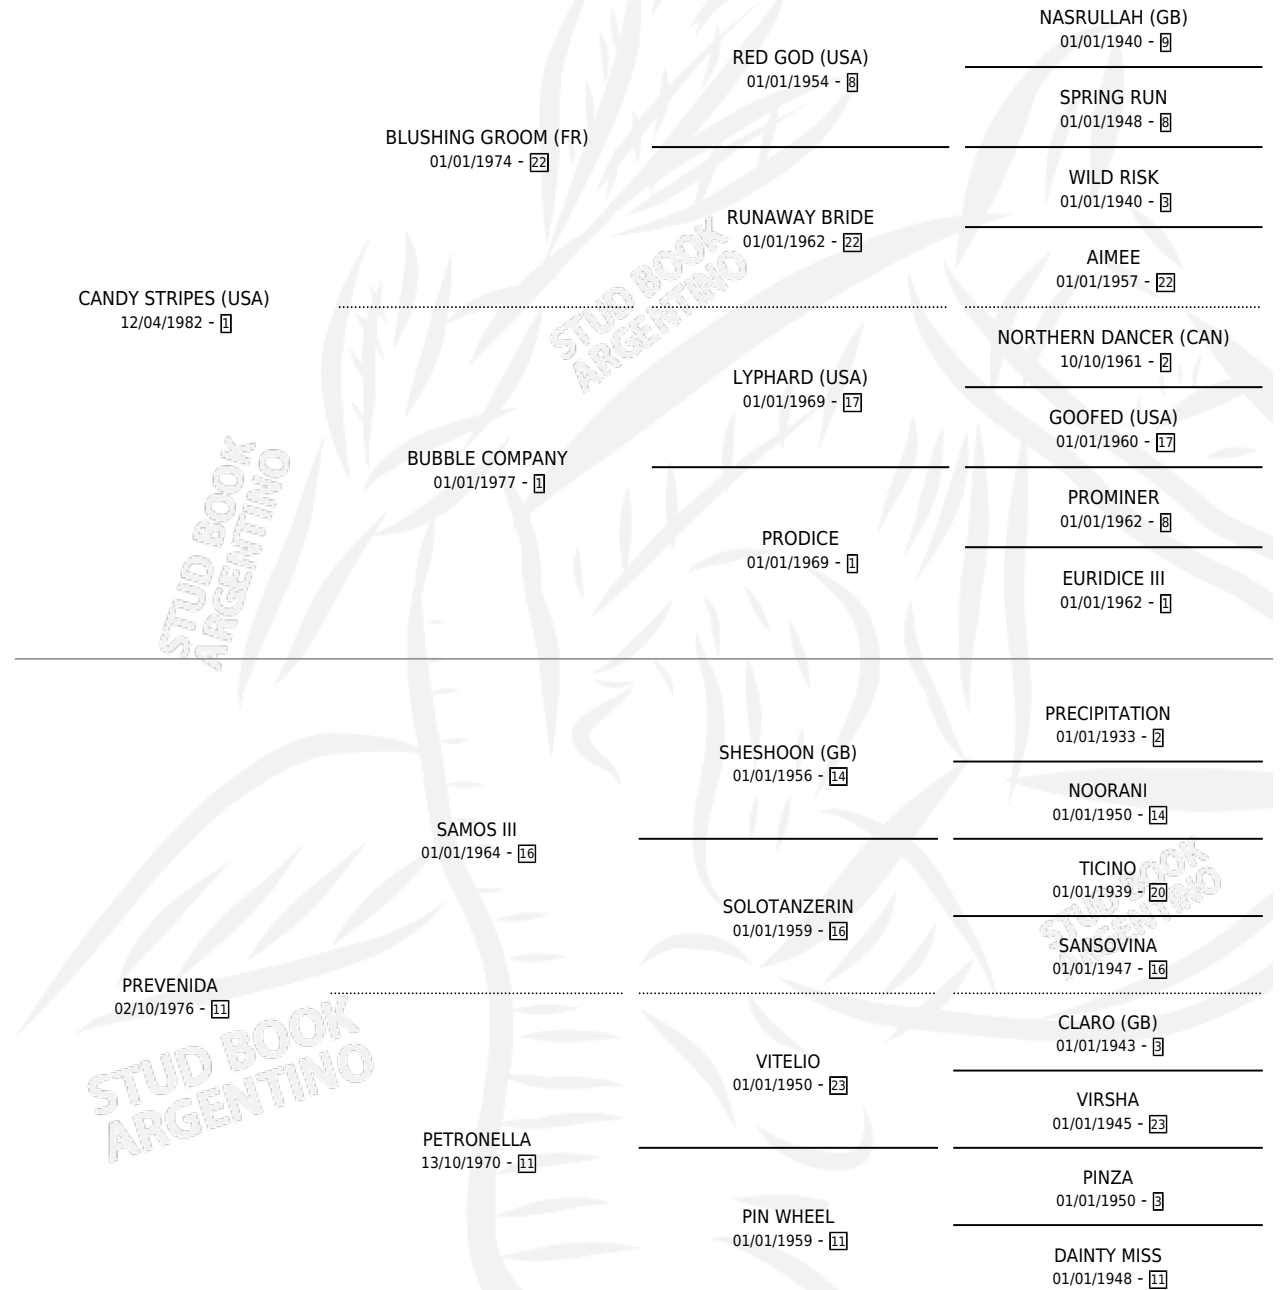 NASRULLAH (GB)
01/01/1940 - 9
RED GOD (USA)
01/01/1954 - 8
SPRING RUN
01/01/1948 - 8
BLUSHING GROOM (FR)
01/01/1974 - 22
WILD RISK
01/01/1940 - 3
RUNAWAY BRIDE
01/01/1962 - 22
AIMEE
01/01/1957 - 22
CANDY STRIPES (USA)
12/04/1982 - 1
STUD BOOK
ARGENTINO
NORTHERN DANCER (CAN)
10/10/1961 - 2
LYPHARD (USA)
01/01/1969 - 17
GOOFED (USA)
01/01/1960 - 17
BUBBLE COMPANY
01/01/1977 - 1
PROMINER
01/01/1962 - 8
PRODICE
01/01/1969 - 1
EURIDICE III
01/01/1962 - 1
STUD BOOK
ARGENTINO
PRECIPITATION
01/01/1933 - 2
SHESHOON (GB)
01/01/1956 - 14
NOORANI
01/01/1950 - 14
SAMOS III
01/01/1964 - 16
TICINO
01/01/1939 - 20
SOLOTANZERIN
01/01/1959 - 16
SANSOVINA
01/01/1947 - 16
STUD BOOK
ARGENTINO
PREVENIDA
02/10/1976 - 11
CLARO (GB)
01/01/1943 - 3
VITELIO
01/01/1950 - 23
VIRSHA
01/01/1945 - 23
STUD BOOK
ARGENTINO
PETRONELLA
13/10/1970 - 11
PINZA
01/01/1950 - 3
PIN WHEEL
01/01/1959 - 11
DAINTY MISS
01/01/1948 - 11